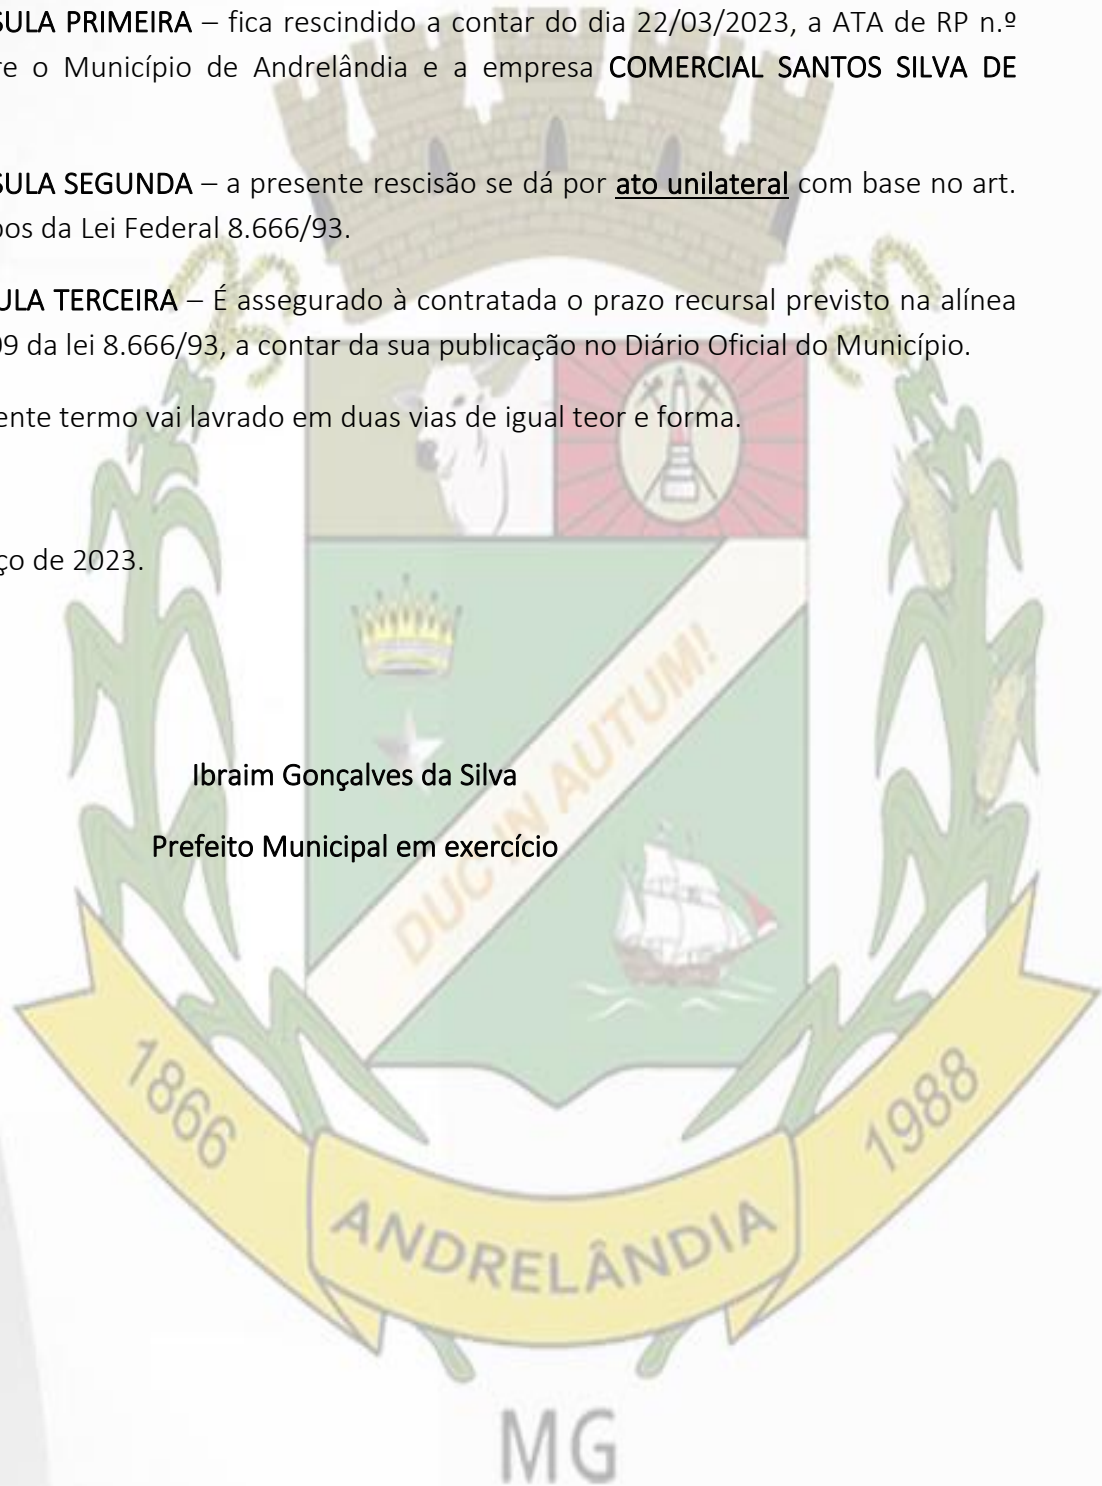 SULA PRIMEIRA – fica rescindido a contar do dia 22/03/2023, a ATA de RP n.º
re o Município de Andrelândia e a empresa COMERCIAL SANTOS SILVA DE
SULA SEGUNDA – a presente rescisão se dá por ato unilateral com base no art.
pos da Lei Federal 8.666/93.
ULA TERCEIRA – É assegurado à contratada o prazo recursal previsto na alínea
09 da lei 8.666/93, a contar da sua publicação no Diário Oficial do Município.
ente termo vai lavrado em duas vias de igual teor e forma.
ço de 2023.
Ibraim Gonçalves da Silva
Prefeito Municipal em exercício
DUC IN AUTUM!
1866
ANDRELÂNDIA
1988
MG